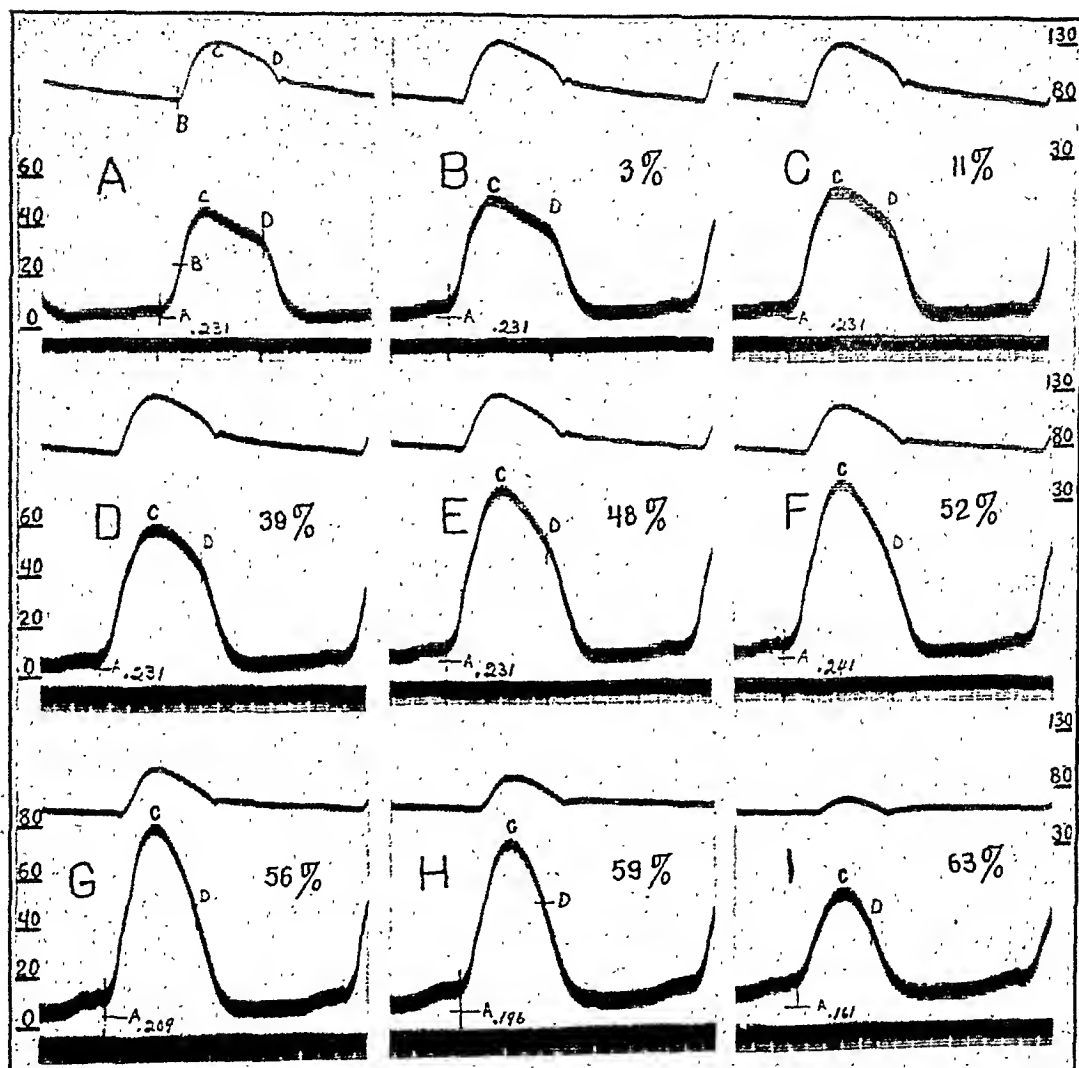 130
C D
80
B
60 A B 3% C 11% 30
C C C
40 D D D
20 B
0 A .231 A .231 A .231
130
80
C C
60 D C 39% E 48% F 52% 30
D D D
40
20
0 A .231 A .231 A .241
130
80
80 C C 30
60 G 56% H 59% I C 63%
D D D
40
20
0 A .209 A .196 A .161